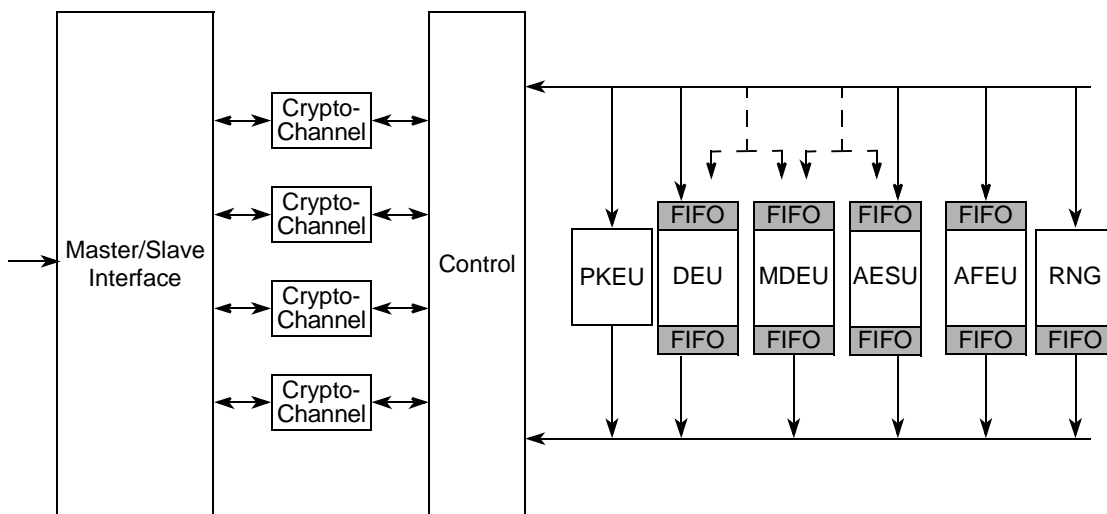 Master/Slave
Interface
Crypto-
Channel
Crypto-
Channel
Crypto-
Channel
Crypto-
Channel
Control
PKEU
FIFO
DEU
FIFO
FIFO
MDEU
FIFO
FIFO
AESU
FIFO
FIFO
AFEU
FIFO
RNG
FIFO